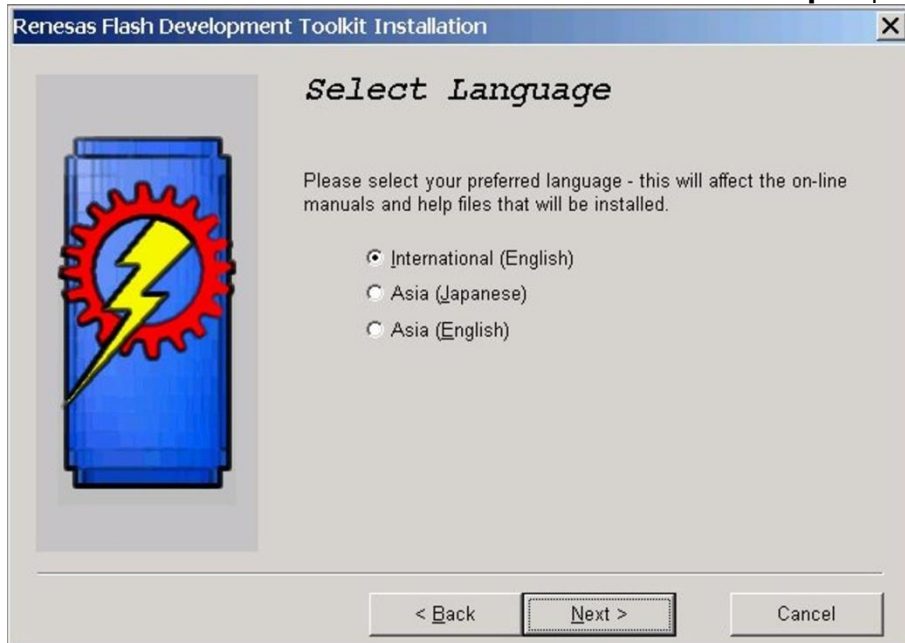 Renesas Flash Development Toolkit Installation
Select Language
Please select your preferred language - this will affect the on-line
manuals and help files that will be installed.
International (English)
Asia (Japanese)
Asia (English)
< Back
Next >
Cancel